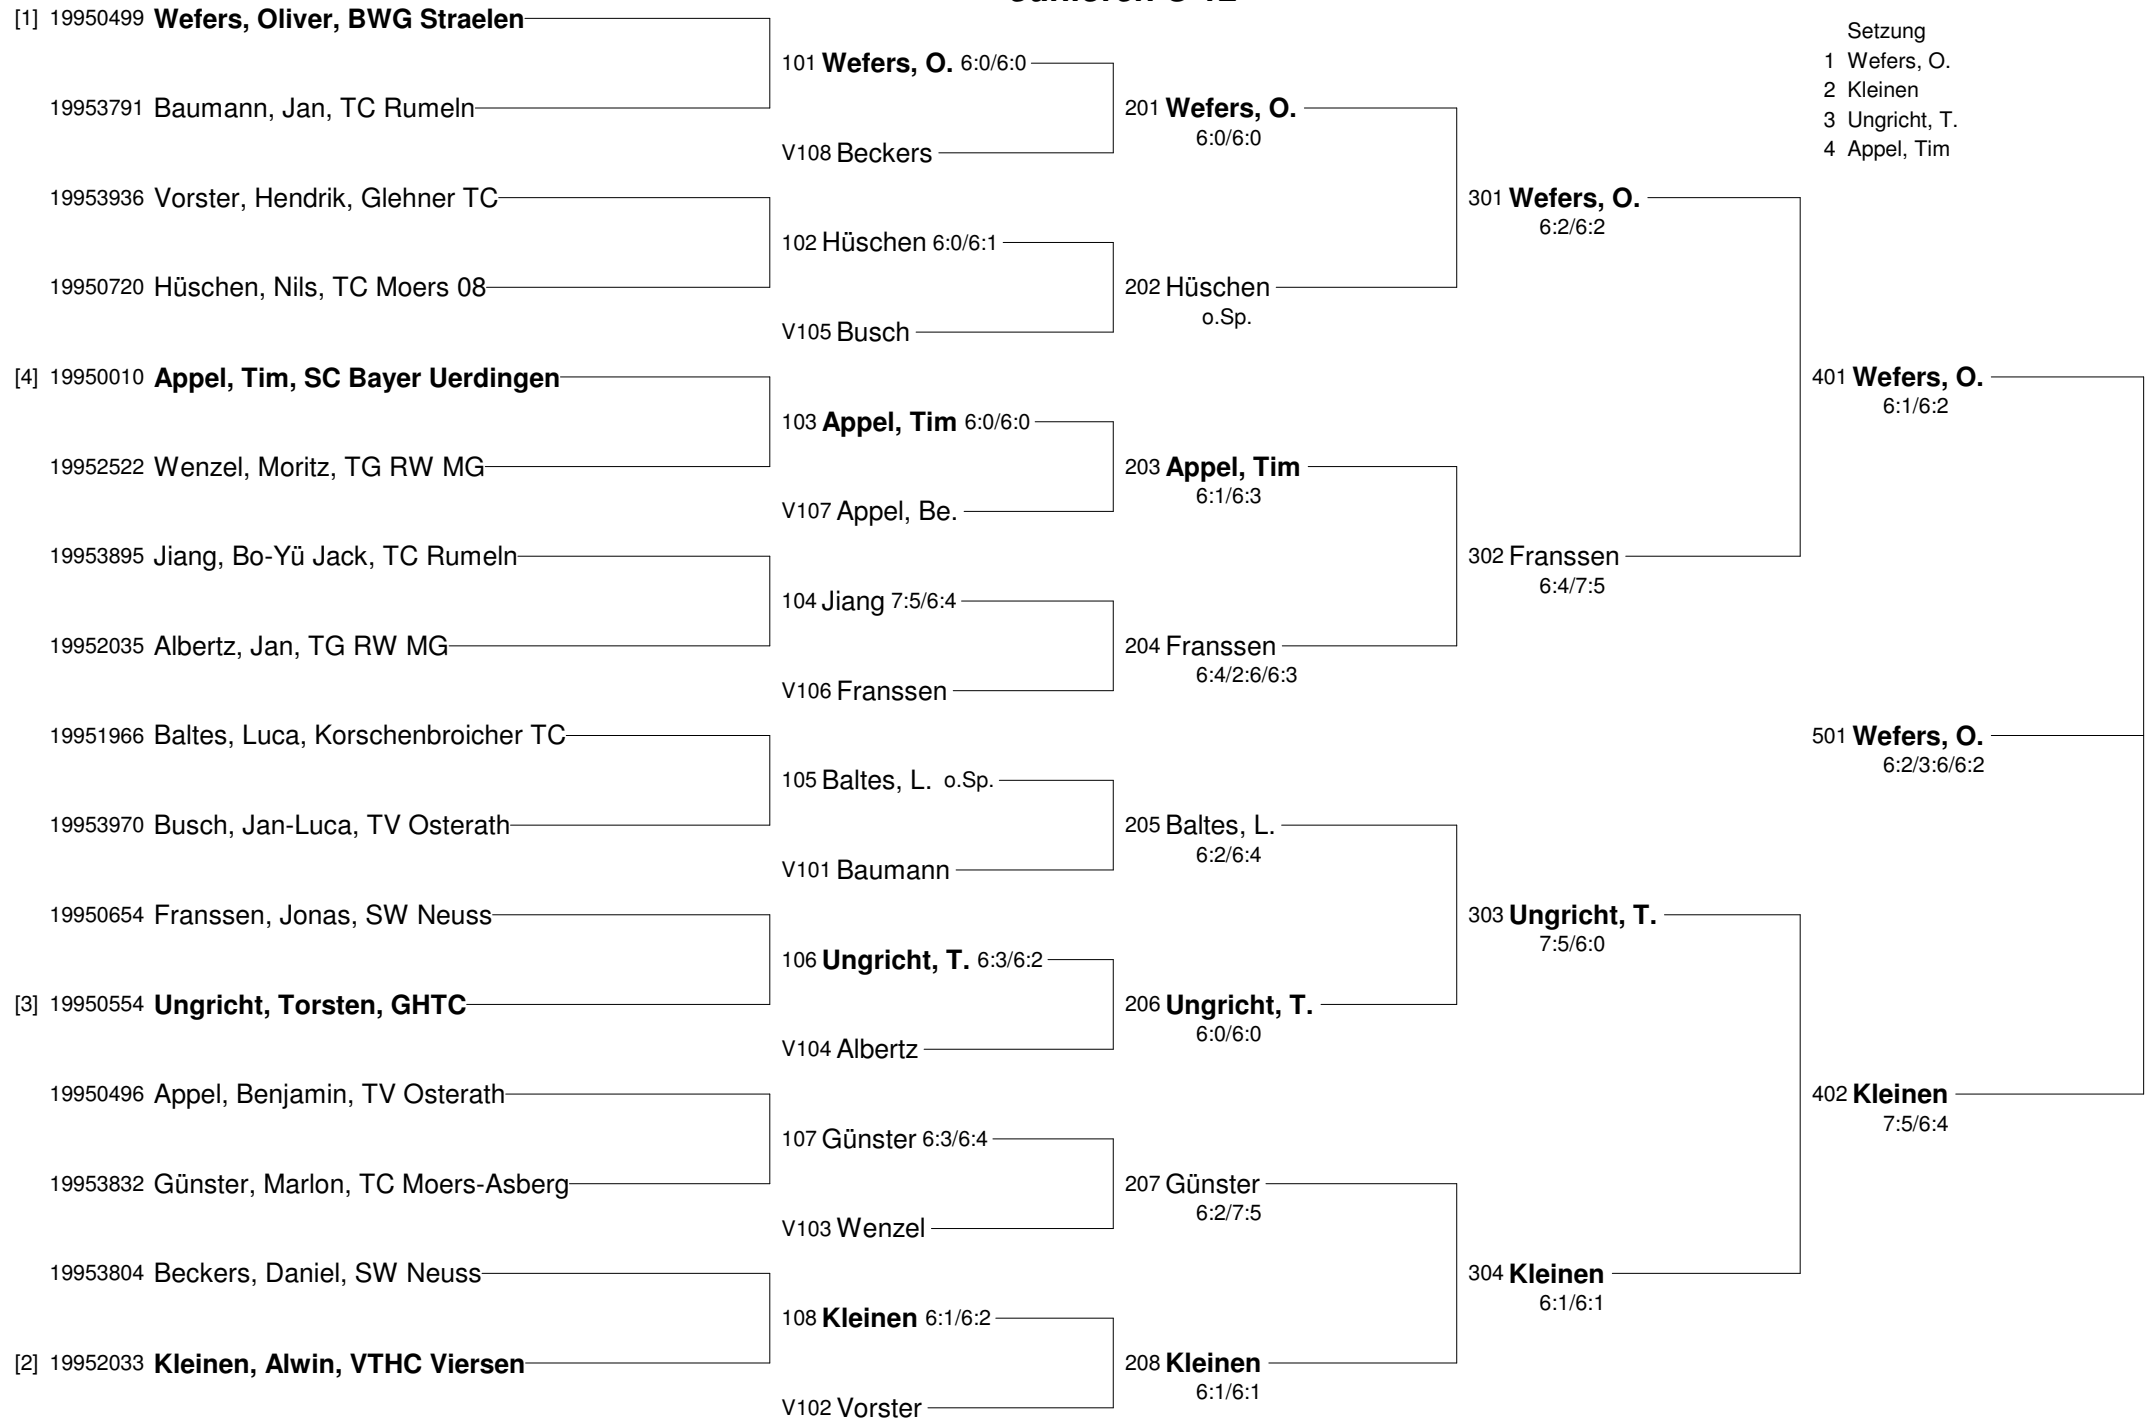 [1] 19950499 Wefers, Oliver, BWG Straelen
19953791 Baumann, Jan, TC Rumeln
19953936 Vorster, Hendrik, Glehner TC
19950720 Hüschen, Nils, TC Moers 08
[4] 19950010 Appel, Tim, SC Bayer Uerdingen
19952522 Wenzel, Moritz, TG RW MG
19953895 Jiang, Bo-Yü Jack, TC Rumeln
19952035 Albertz, Jan, TG RW MG
19951966 Baltes, Luca, Korschenbroicher TC
19953970 Busch, Jan-Luca, TV Osterath
19950654 Franssen, Jonas, SW Neuss
[3] 19950554 Ungricht, Torsten, GHTC
19950496 Appel, Benjamin, TV Osterath
19953832 Günster, Marlon, TC Moers-Asberg
19953804 Beckers, Daniel, SW Neuss
[2] 19952033 Kleinen, Alwin, VTHC Viersen
101 Wefers, O. 6:0/6:0
V108 Beckers
102 Hüschen 6:0/6:1
V105 Busch
103 Appel, Tim 6:0/6:0
V107 Appel, Be.
104 Jiang 7:5/6:4
V106 Franssen
105 Baltes, L. o.Sp.
V101 Baumann
106 Ungricht, T. 6:3/6:2
V104 Albertz
107 Günster 6:3/6:4
V103 Wenzel
108 Kleinen 6:1/6:2
V102 Vorster
201 Wefers, O.
6:0/6:0
202 Hüschen
o.Sp.
203 Appel, Tim
6:1/6:3
204 Franssen
6:4/2:6/6:3
205 Baltes, L.
6:2/6:4
206 Ungricht, T.
6:0/6:0
207 Günster
6:2/7:5
208 Kleinen
6:1/6:1
301 Wefers, O.
6:2/6:2
302 Franssen
6:4/7:5
303 Ungricht, T.
7:5/6:0
304 Kleinen
6:1/6:1
Setzung
1 Wefers, O.
2 Kleinen
3 Ungricht, T.
4 Appel, Tim
401 Wefers, O.
6:1/6:2
501 Wefers, O.
6:2/3:6/6:2
402 Kleinen
7:5/6:4